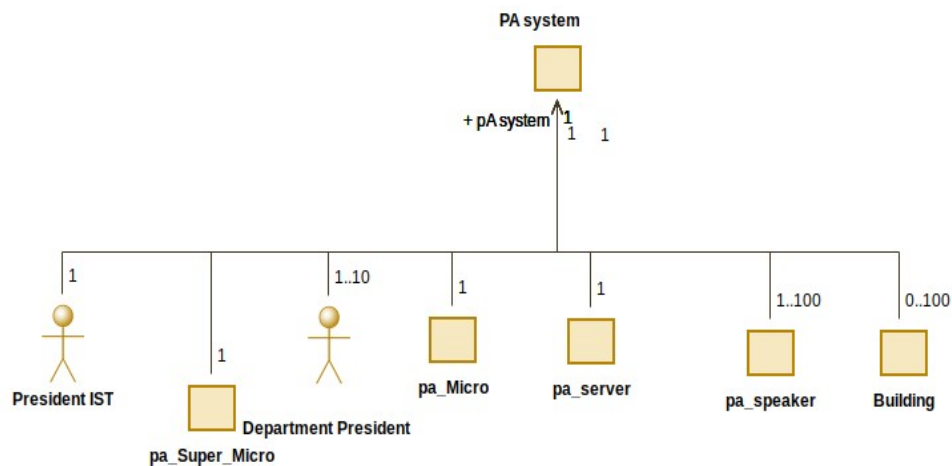 PA system
+ pA system 1
1 1
1
1..10
1
1
1..100
0..100
1
President IST
pa_Super_Micro
Department President
pa_Micro
pa_server
pa_speaker
Building